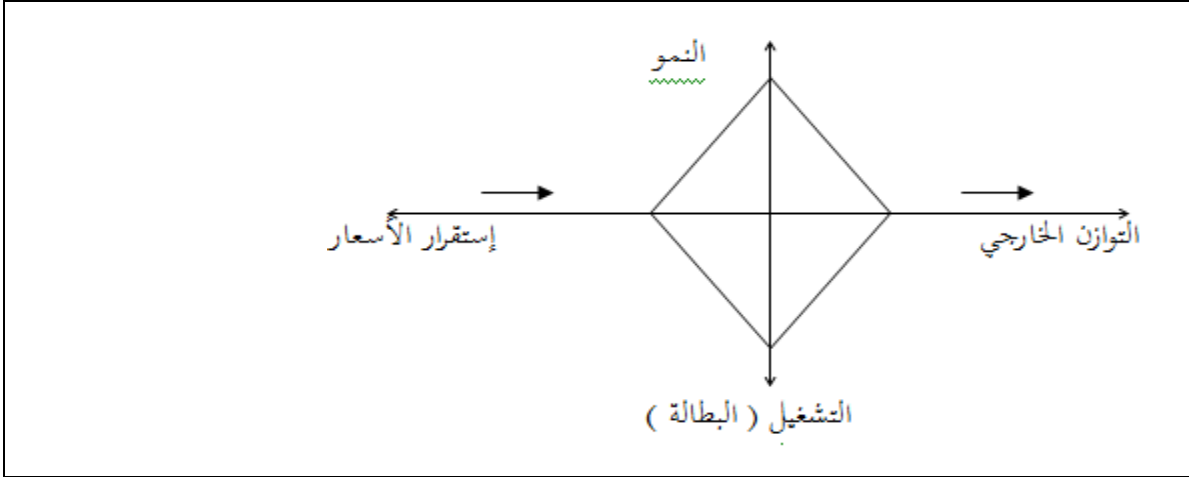 النمو
التوازن الخارجي
إستقرار الأسعار
التشغيل ( البطالة )